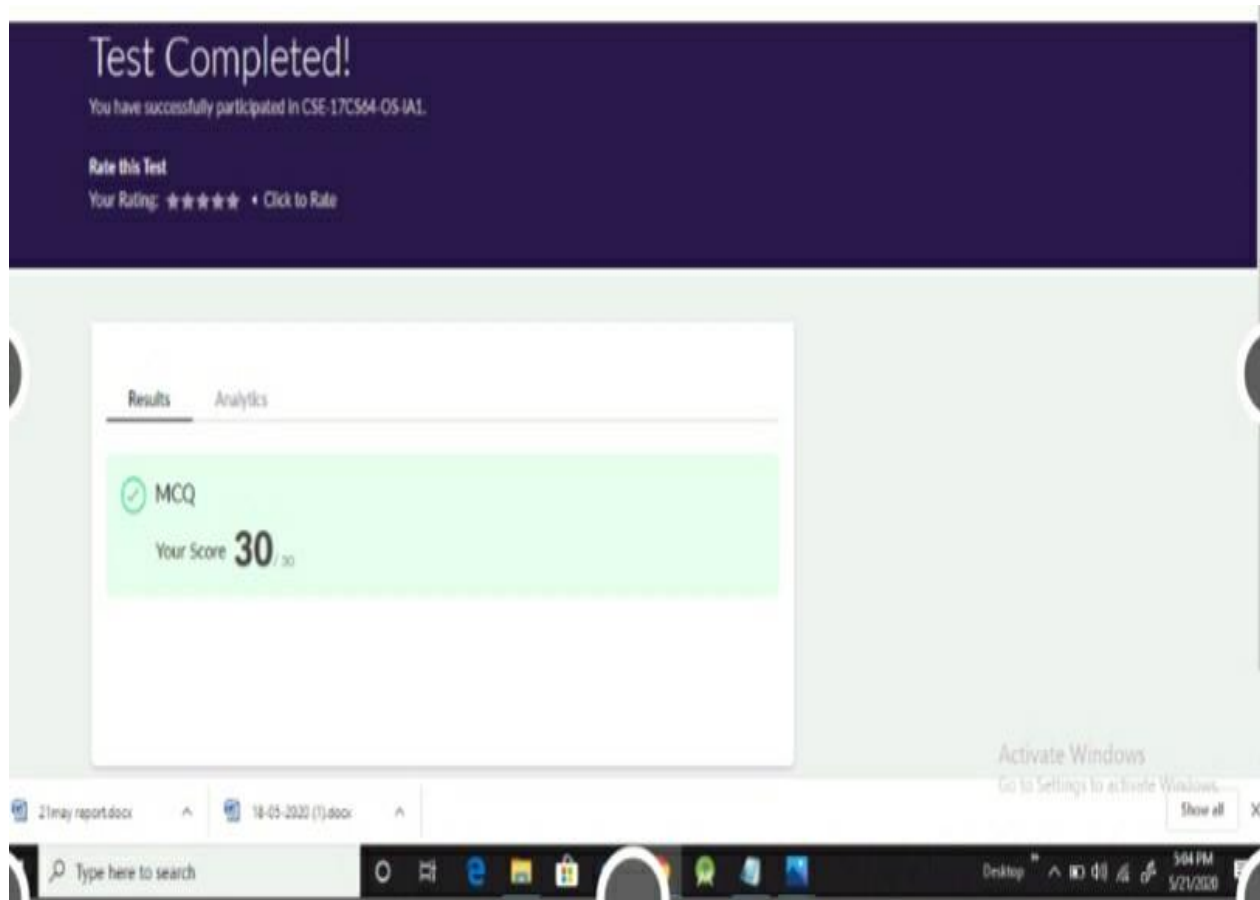 Test Completed!
You have successfully participated in CSE-17CS64-OS-IA1.
Rate this Test
Your Rating: ★★★★★ • Click to Rate
Results Analytics
MCQ
Your Score 30 / 30
Activate Windows
Go to Settings to activate Windows.
21may report.docx
18-05-2020 (1).docx
Show all
Type here to search
Desktop
5:04 PM
5/21/2020